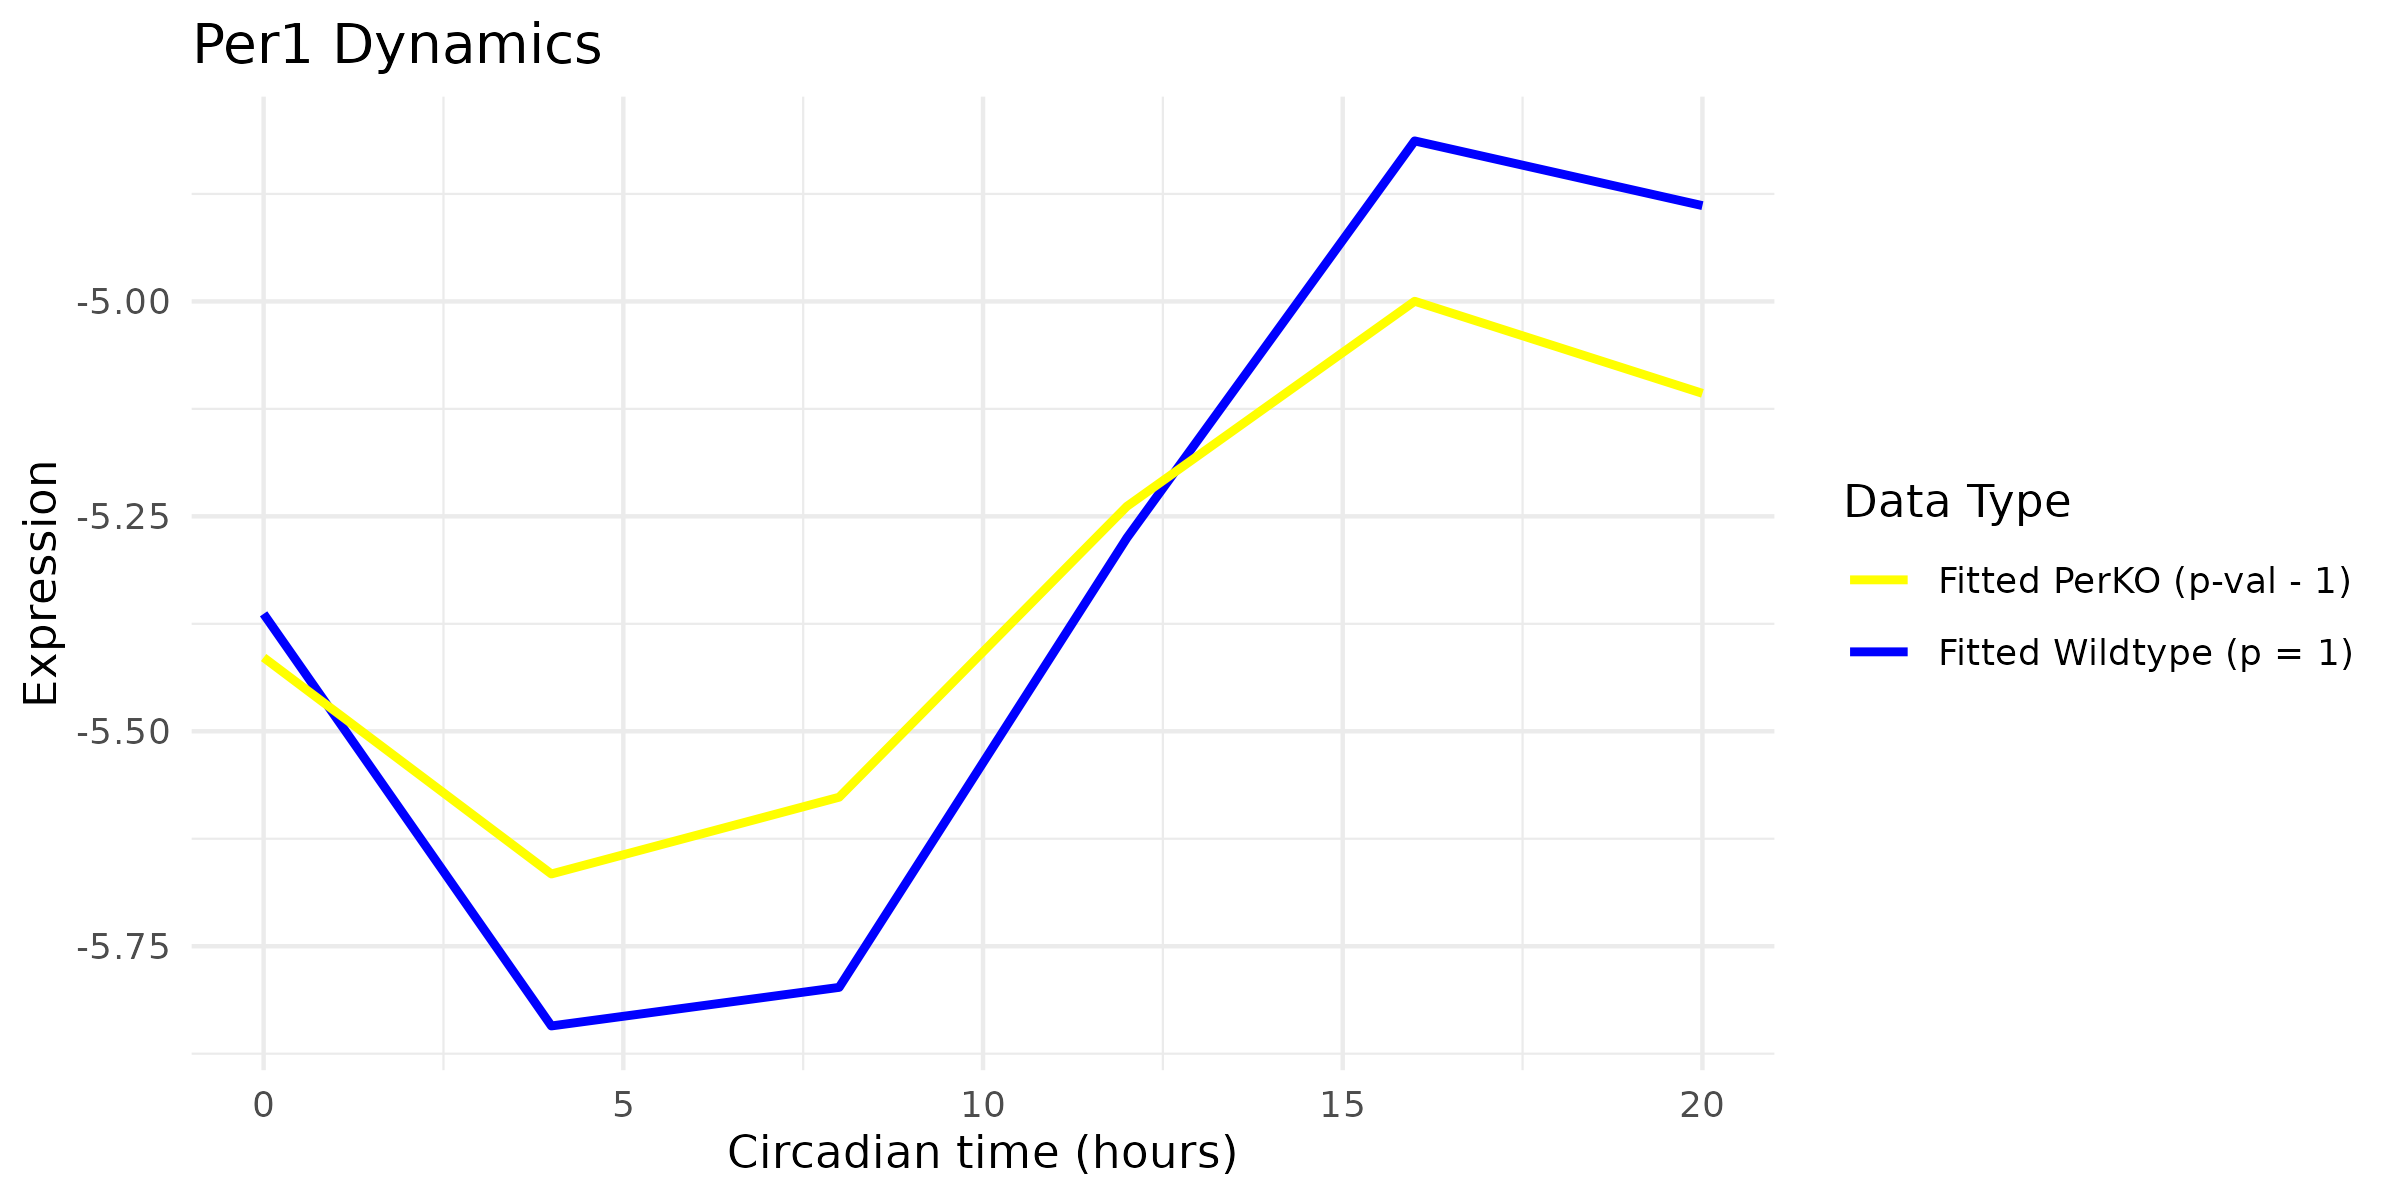 Per1 Dynamics
Expression
-5.00
-5.25
-5.50
-5.75
0 5 10 15 20
Circadian time (hours)
Data Type
Fitted PerKO (p-val - 1)
Fitted Wildtype (p = 1)